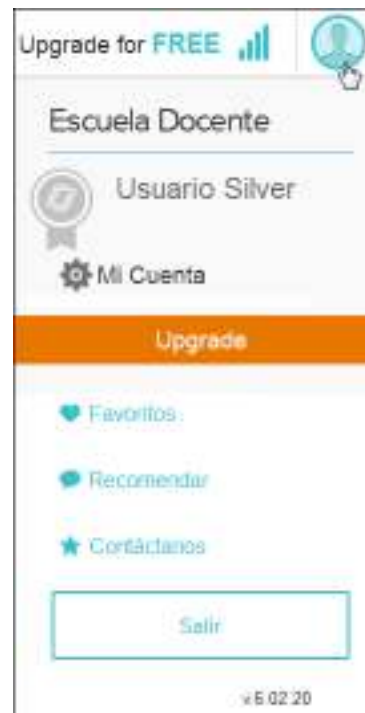 Upgrade for FREE
Escuela Docente
Usuario Silver
Mi Cuenta
Upgrade
Favoritos
Recomendar
Contáctanos
Salir
v.6.02.20